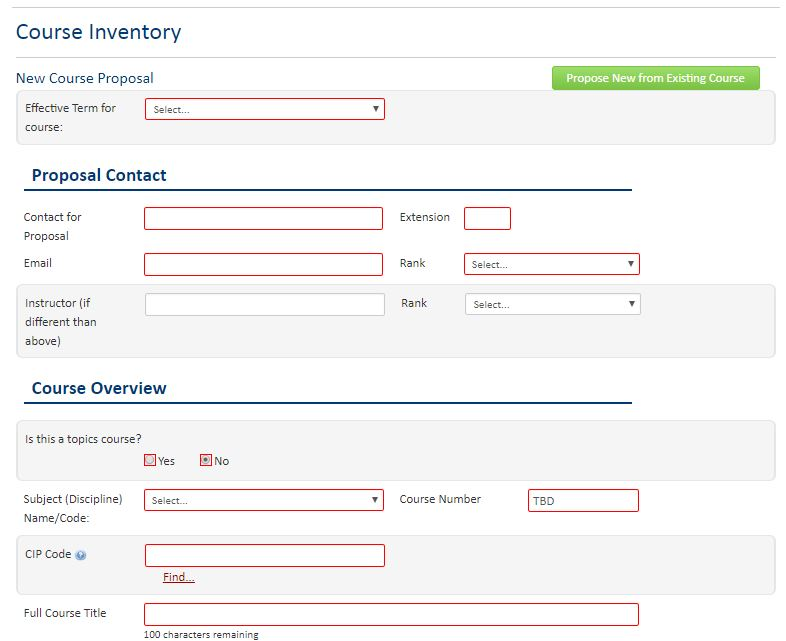 Course Inventory
New Course Proposal
Propose New from Existing Course
Effective Term for
course:
Select...
Proposal Contact
Contact for
Proposal
Extension
Email
Rank
Select...
Instructor (if
different than
above)
Rank
Select...
Course Overview
Is this a topics course?
Yes No
Subject (Discipline)
Name/Code:
Select...
Course Number
TBD
CIP Code
Find...
Full Course Title
100 characters remaining